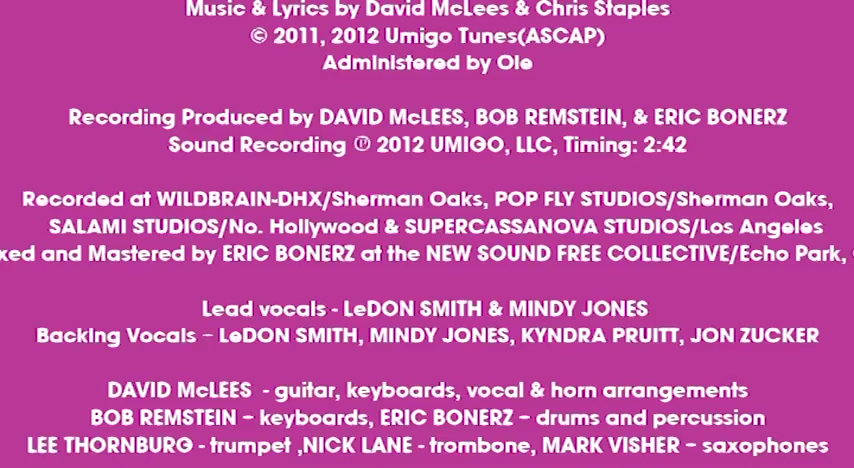 Music & Lyrics by David McLees & Chris Staples
© 2011, 2012 Umigo Tunes(ASCAP)
Administered by Ole
Recording Produced by DAVID McLEES, BOB REMSTEIN, & ERIC BONERZ
Sound Recording ℗ 2012 UMIGO, LLC, Timing: 2:42
Recorded at WILDBRAIN-DHX/Sherman Oaks, POP FLY STUDIOS/Sherman Oaks,
SALAMI STUDIOS/No. Hollywood & SUPERCASSANOVA STUDIOS/Los Angeles
xed and Mastered by ERIC BONERZ at the NEW SOUND FREE COLLECTIVE/Echo Park,
Lead vocals - LeDON SMITH & MINDY JONES
Backing Vocals – LeDON SMITH, MINDY JONES, KYNDRA PRUITT, JON ZUCKER
DAVID McLEES - guitar, keyboards, vocal & horn arrangements
BOB REMSTEIN – keyboards, ERIC BONERZ – drums and percussion
LEE THORNBURG - trumpet ,NICK LANE - trombone, MARK VISHER – saxophones